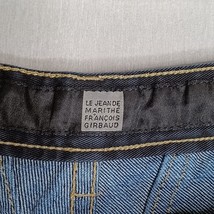 LE JEAN DE
MARITHÉ
+ FRANÇOIS
GIRBAUD